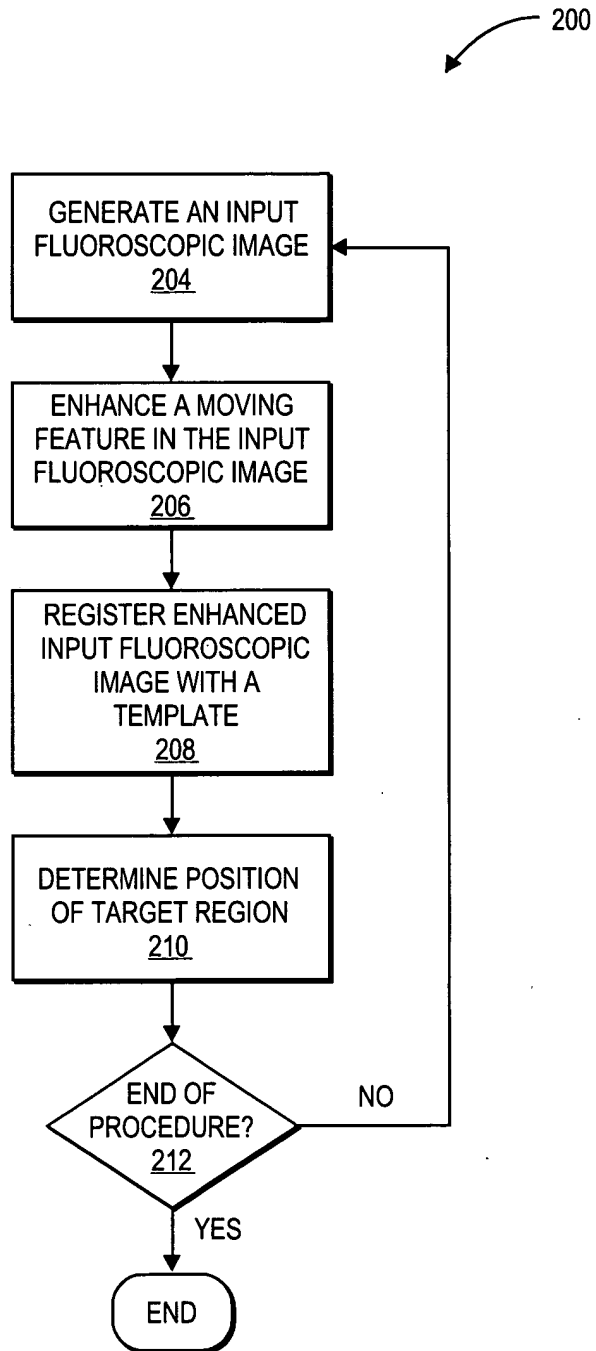 200
GENERATE AN INPUT
FLUOROSCOPIC IMAGE
204
ENHANCE A MOVING
FEATURE IN THE INPUT
FLUOROSCOPIC IMAGE
206
REGISTER ENHANCED
INPUT FLUOROSCOPIC
IMAGE WITH A
TEMPLATE
208
DETERMINE POSITION
OF TARGET REGION
210
END OF
PROCEDURE?
212
NO
YES
END